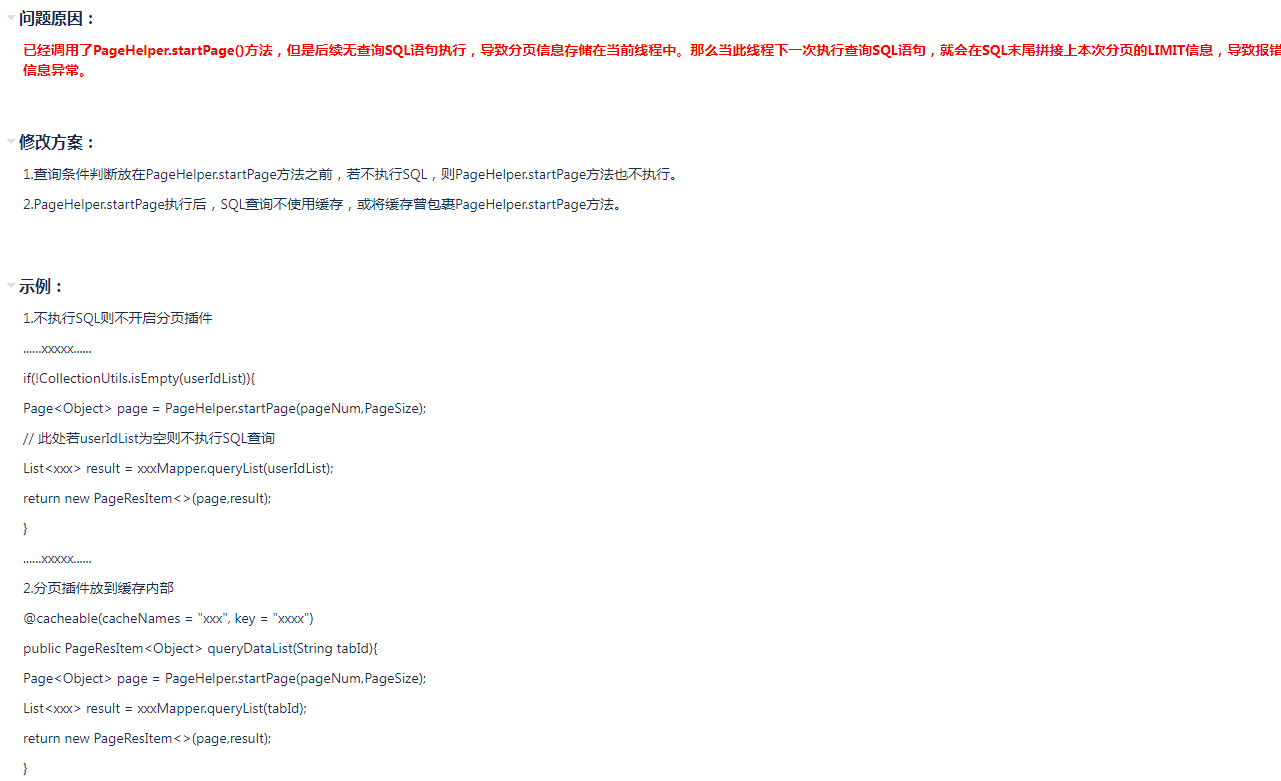 问题原因：
已经调用了PageHelper.startPage()方法，但是后续无查询SQL语句执行，导致分页信息存储在当前线程中。那么当此线程下一次执行查询SQL语句，就会在SQL末尾拼接上本次分页的LIMIT信息，导致报错
信息异常。
修改方案：
1.查询条件判断放在PageHelper.startPage方法之前，若不执行SQL，则PageHelper.startPage方法也不执行。
2.PageHelper.startPage执行后，SQL查询不使用缓存，或将缓存曾包裹PageHelper.startPage方法。
示例：
1.不执行SQL则不开启分页插件
......xxxxx......
if(!CollectionUtils.isEmpty(userIdList)){
Page<Object> page = PageHelper.startPage(pageNum,PageSize);
// 此处若userIdList为空则不执行SQL查询
List<xxx> result = xxxMapper.queryList(userIdList);
return new PageResItem<>(page,result);
}
......xxxxx......
2.分页插件放到缓存内部
@cacheable(cacheNames = "xxx", key = "xxxx")
public PageResItem<Object> queryDataList(String tabId){
Page<Object> page = PageHelper.startPage(pageNum,PageSize);
List<xxx> result = xxxMapper.queryList(tabId);
return new PageResItem<>(page,result);
}